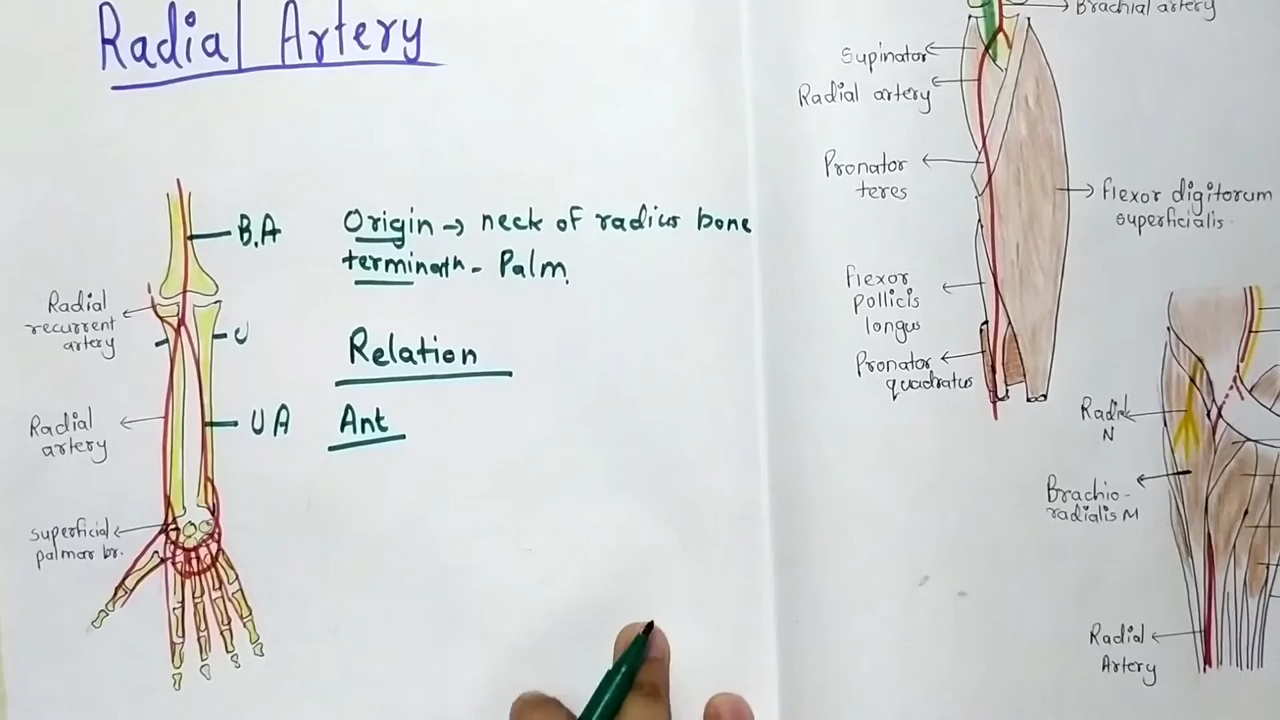 Radial Artery
B.A
Origin → neck of radius bone
terminatn - Palm.
Radial
recurrent
artery
U
Relation
Radial
artery
U A
Ant
superficial
palmar br.
Brachial artery
Supinator
Radial artery
Pronator
teres
flexor digitorum
superficialis.
flexor
pollicis
longus
Pronator
quadratus
Radial
N
Brachio-
radialis M
Radial
Artery